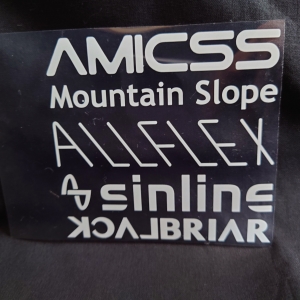 AMICSS
Mountain Slope
ALLFLEX
sinline
BLACKBRIAR